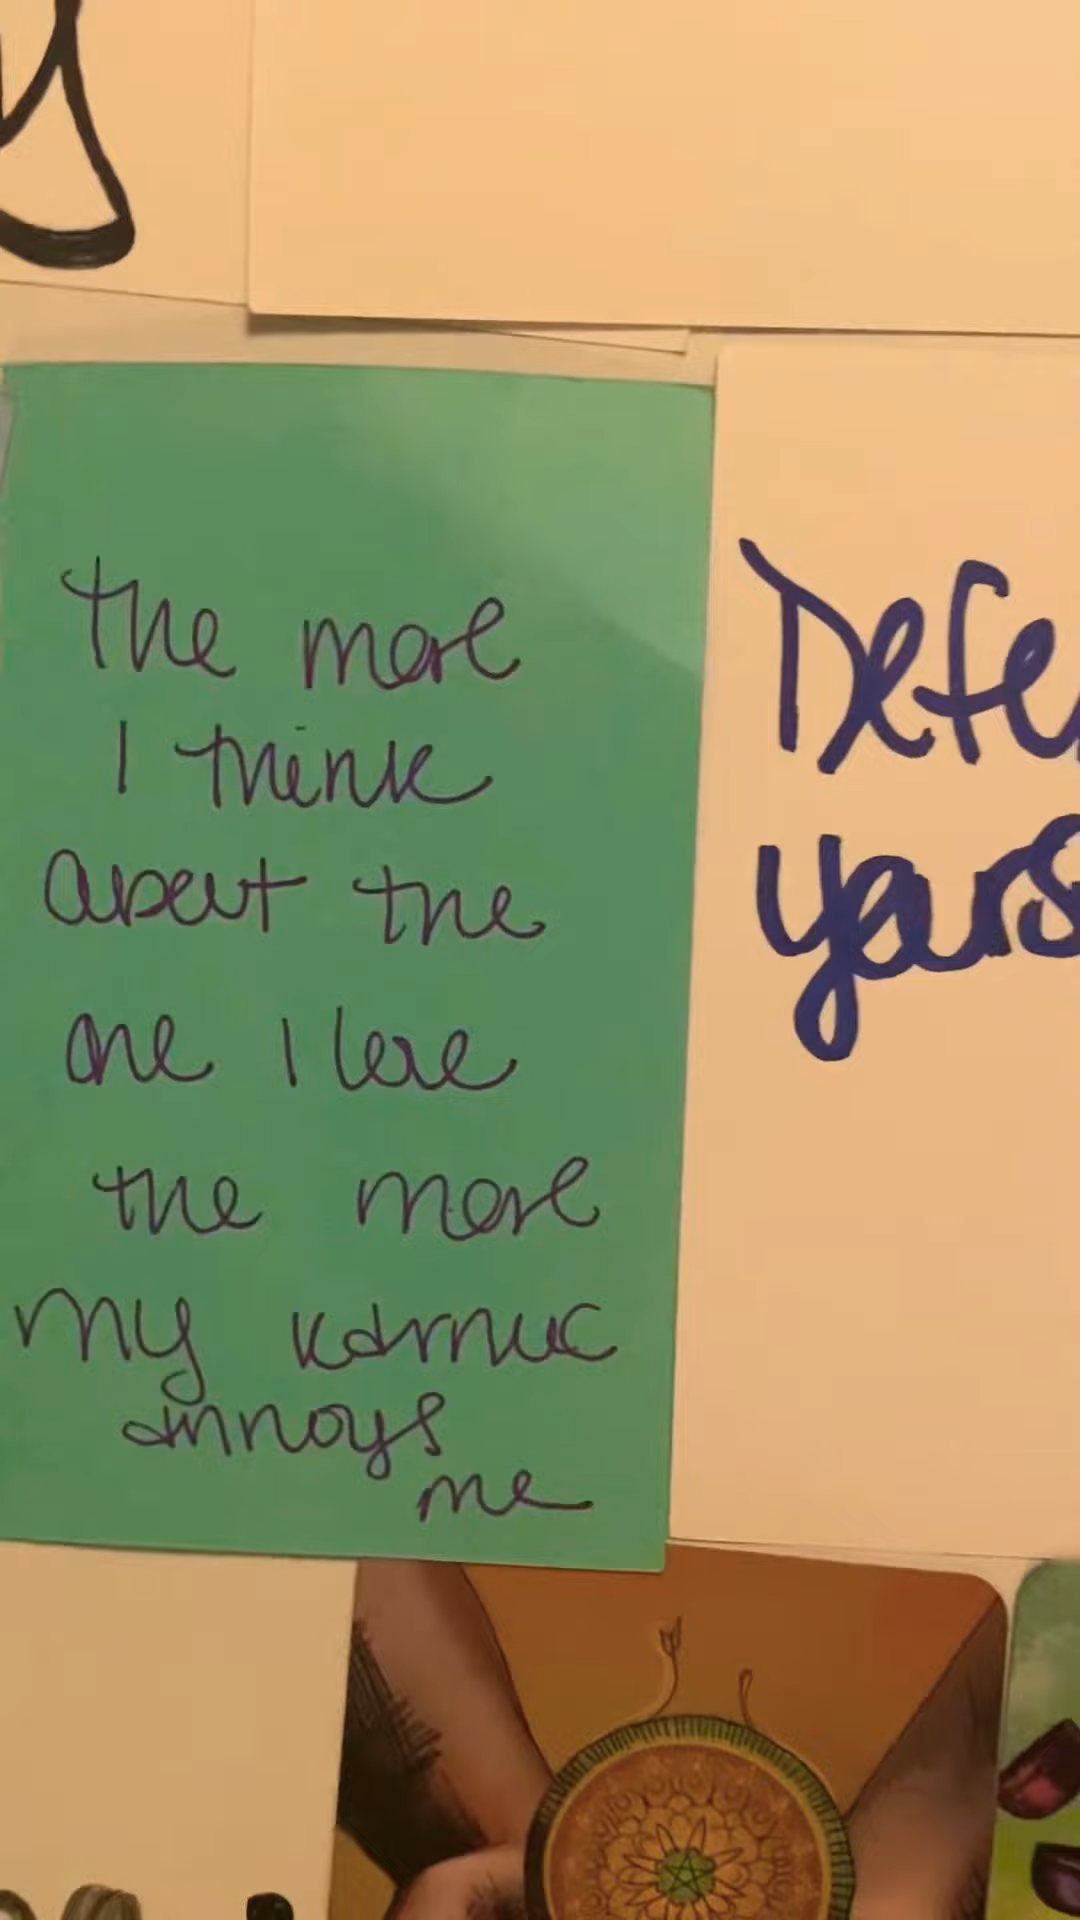 the more
I think
about the
one I love
the more
my karmic
annoys
me
Defe
yours